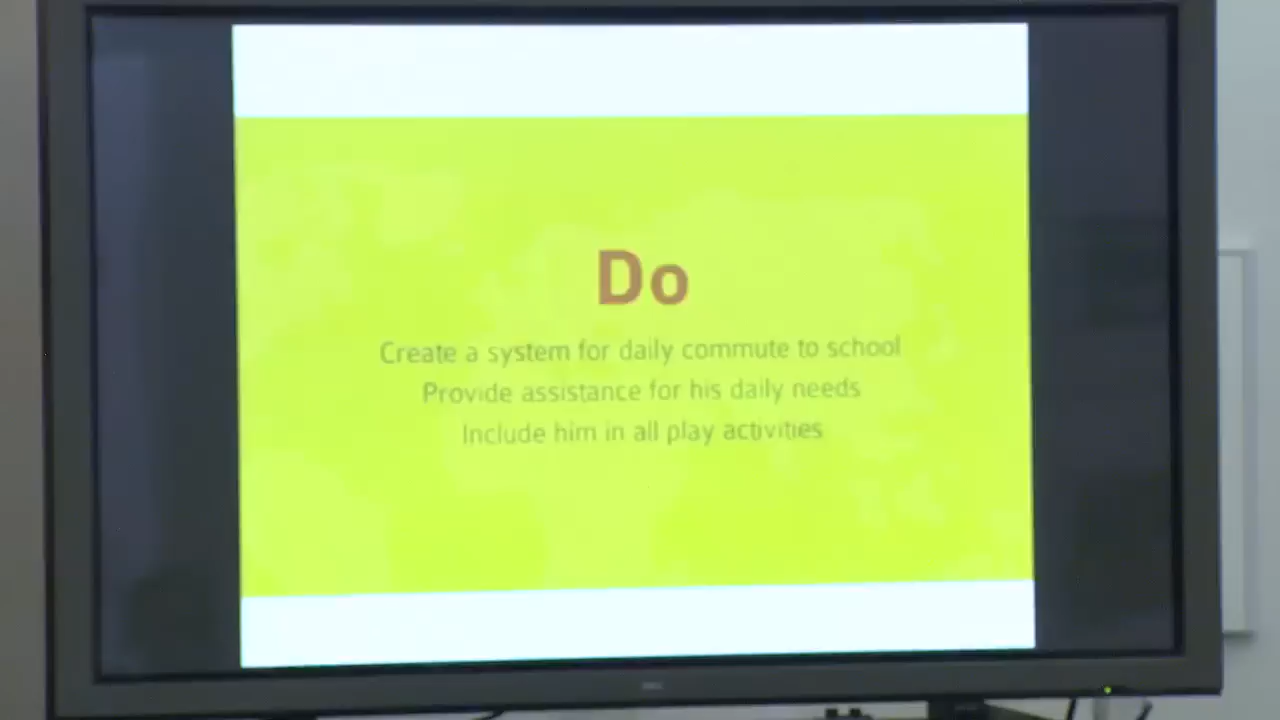 Do
Create a system for daily commute to school
Provide assistance for his daily needs
Include him in all play activities